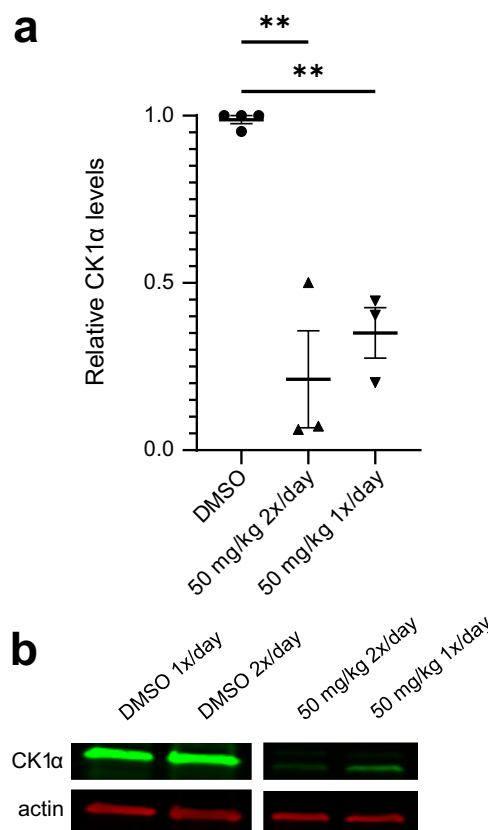 a
**
**
Relative CK1α levels
1.0
0.5
0.0
DMSO
50 mg/kg 2x/day
50 mg/kg 1x/day
b
DMSO 1x/day
DMSO 2x/day
50 mg/kg 2x/day
50 mg/kg 1x/day
CK1α
actin